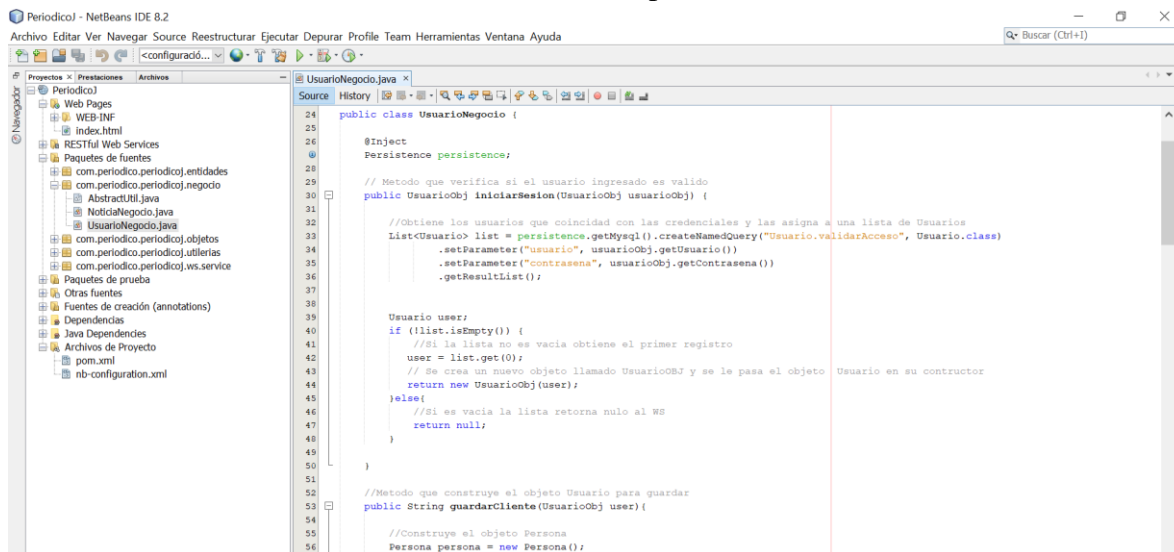 PeriodicoJ - NetBeans IDE 8.2
Archivo Editar Ver Navegar Source Reestructurar Ejecutar Depurar Profile Team Herramientas Ventana Ayuda
Buscar (Ctrl+I)
<configuració...
Proyectos × Prestaciones Archivos
Navegador
PeriodicoJ
Web Pages
WEB-INF
index.html
RESTful Web Services
Paquetes de fuentes
com.periodico.periodicoj.entidades
com.periodico.periodicoj.negocio
AbstractUtil.java
NoticiaNegocio.java
UsuarioNegocio.java
com.periodico.periodicoj.objetos
com.periodico.periodicoj.utilerias
com.periodico.periodicoj.ws.service
Paquetes de prueba
Otras fuentes
Fuentes de creación (annotations)
Dependencias
Java Dependencies
Archivos de Proyecto
pom.xml
nb-configuration.xml
UsuarioNegocio.java ×
Source History
24 public class UsuarioNegocio {
25
26 @Inject
Persistence persistence;
28
29 // Metodo que verifica si el usuario ingresado es valido
30 public UsuarioObj iniciarSesion(UsuarioObj usuarioObj) {
31
32 //Obtiene los usuarios que coincidad con las credenciales y las asigna a una lista de Usuarios
33 List<Usuario> list = persistence.getMysql().createNamedQuery("Usuario.validarAcceso", Usuario.class)
34 .setParameter("usuario", usuarioObj.getUsuario())
35 .setParameter("contrasena", usuarioObj.getContrasena())
36 .getResultList();
37
38
39 Usuario user;
40 if (!list.isEmpty()) {
41 //Si la lista no es vacia obtiene el primer registro
42 user = list.get(0);
43 // Se crea un nuevo objeto llamado UsuarioOBJ y se le pasa el objeto Usuario en su contructor
44 return new UsuarioObj(user);
45 }else{
46 //Si es vacia la lista retorna nulo al WS
47 return null;
48 }
49
50 }
51
52 //Metodo que construye el objeto Usuario para guardar
53 public String guardarCliente(UsuarioObj user){
54
55 //Construye el objeto Persona
56 Persona persona = new Persona();